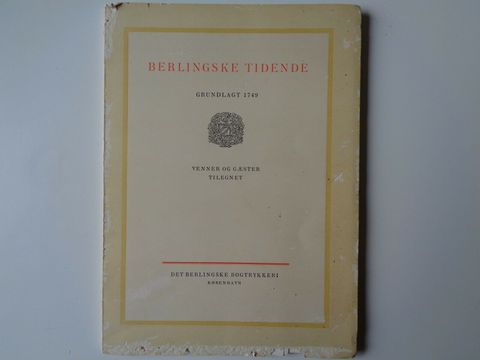 BERLINGSKE TIDENDE
GRUNDLAGT 1749
VENNER OG GÆSTER
TILEGNET
DET BERLINGSKE BOGTRYKKERI
KØBENHAVN